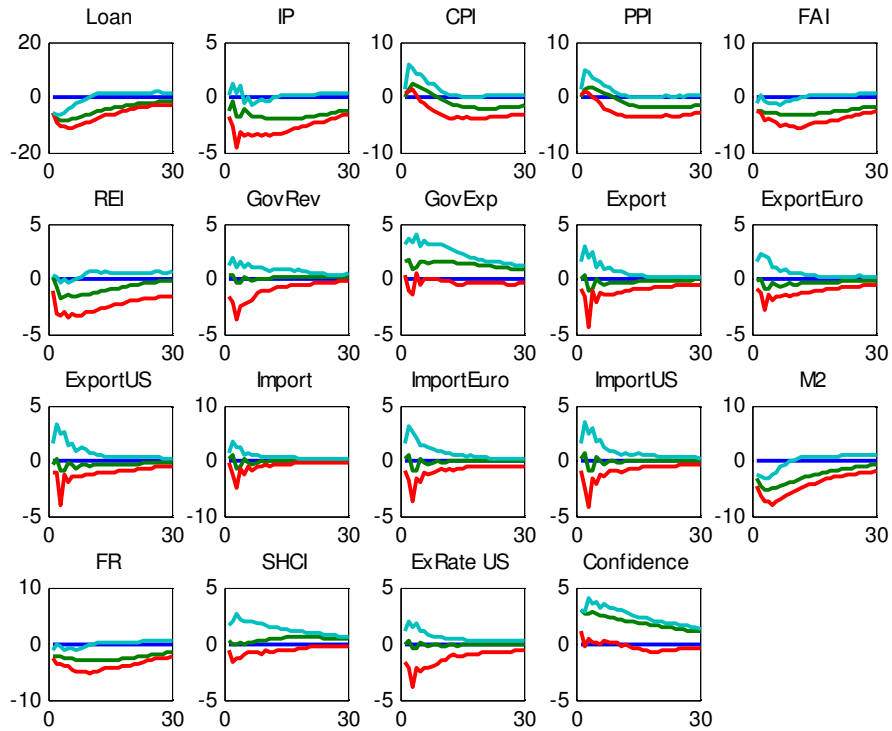 Loan IP CPI PPI FAI
20 5 10 10 10
0 0 0 0 0
-20 -5 -10 -10 -10
0 30 0 30 0 30 0 30 0 30
REI GovRev GovExp Export ExportEuro
5 5 5 5 5
0 0 0 0 0
-5 -5 -5 -5 -5
0 30 0 30 0 30 0 30 0 30
ExportUS Import ImportEuro ImportUS M2
5 10 5 5 10
0 0 0 0 0
-5 -10 -5 -5 -10
0 30 0 30 0 30 0 30 0 30
FR SHCI ExRate US Confidence
10 5 5 5
0 0 0 0
-10 -5 -5 -5
0 30 0 30 0 30 0 30